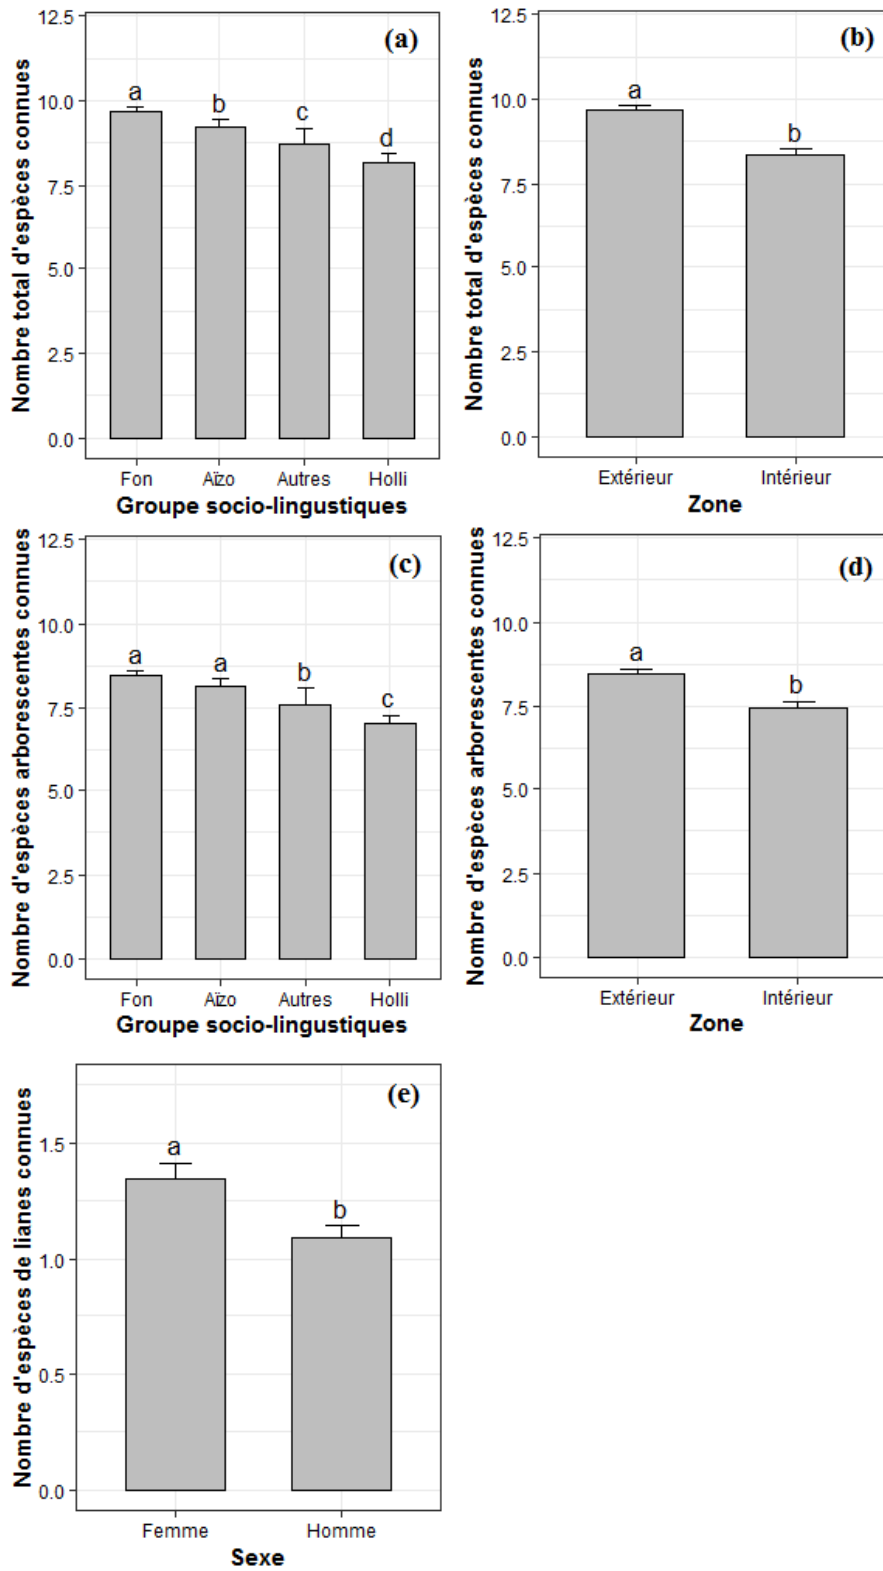 Nombre total d'espèces connues
12.5
10.0
7.5
5.0
2.5
0.0
(a)
a
b
c
d
Fon Aïzo Autres Holli
Groupe socio-lingustiques
Nombre total d'espèces connues
12.5
10.0
7.5
5.0
2.5
0.0
(b)
a
b
Extérieur Intérieur
Zone
Nombre d'espèces arborescentes connues
12.5
10.0
7.5
5.0
2.5
0.0
(c)
a
a
b
c
Fon Aïzo Autres Holli
Groupe socio-lingustiques
Nombre d'espèces arborescentes connues
12.5
10.0
7.5
5.0
2.5
0.0
(d)
a
b
Extérieur Intérieur
Zone
Nombre d'espèces de lianes connues
1.5
1.0
0.5
0.0
(e)
a
b
Femme Homme
Sexe